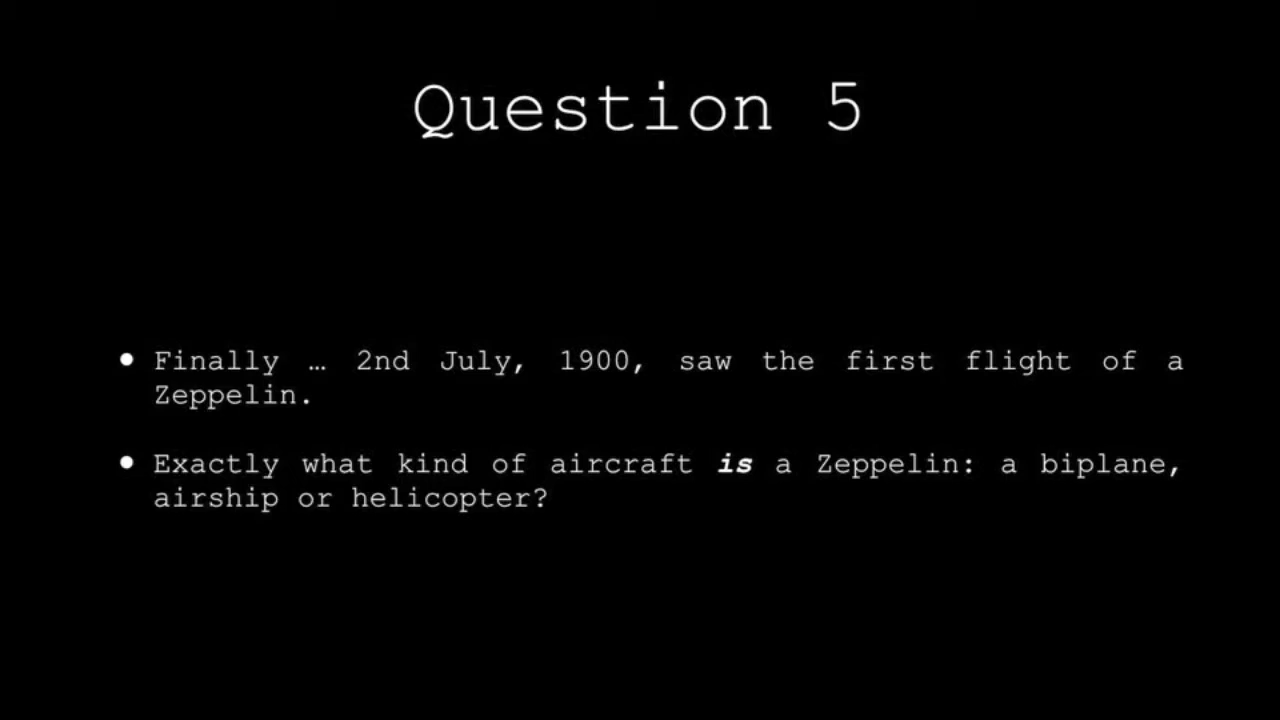 Question 5
• Finally … 2nd July, 1900, saw the first flight of a
Zeppelin.
• Exactly what kind of aircraft is a Zeppelin: a biplane,
airship or helicopter?